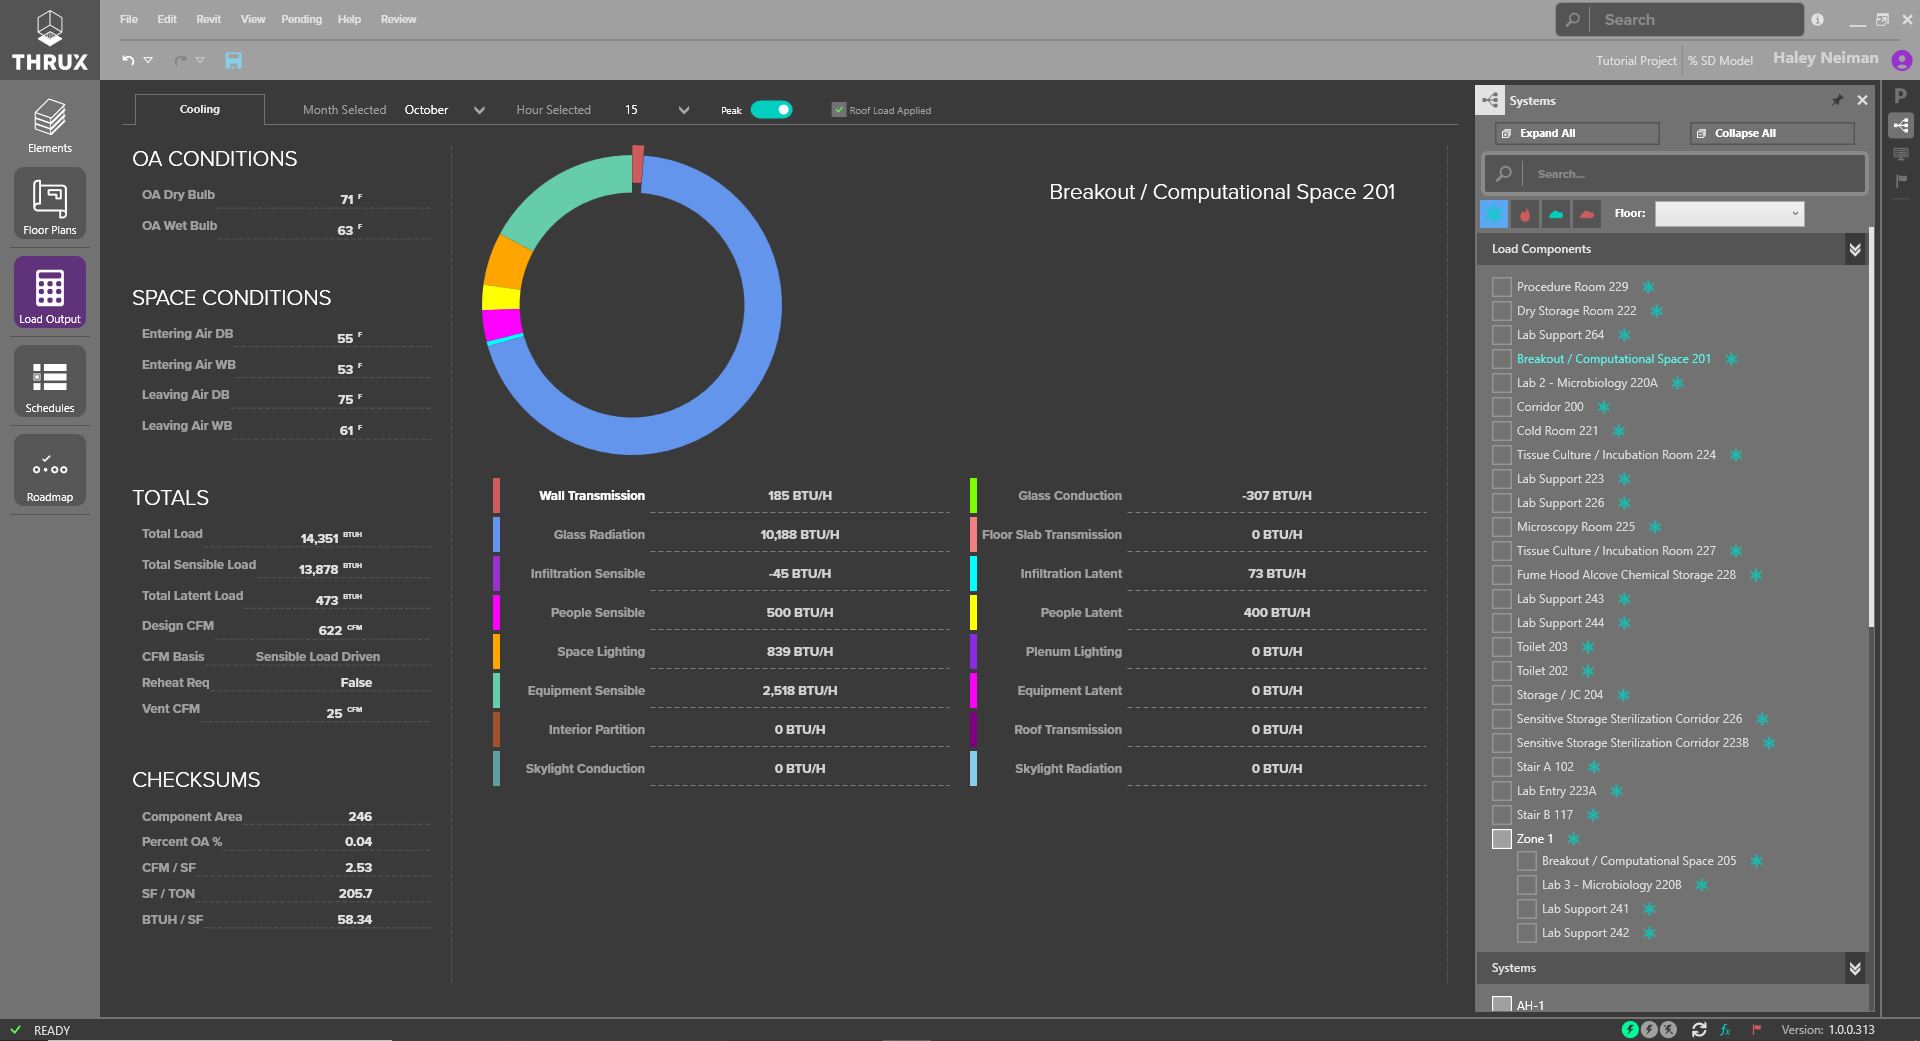 THRUX
File Edit Revit View Pending Help Review
Search
Tutorial Project % SD Model Haley Neiman
Elements
Floor Plans
Load Output
Schedules
Roadmap
Cooling Month Selected October Hour Selected 15 Peak Roof Load Applied
OA CONDITIONS
OA Dry Bulb 71 F
OA Wet Bulb 63 F
SPACE CONDITIONS
Entering Air DB 55 F
Entering Air WB 53 F
Leaving Air DB 75 F
Leaving Air WB 61 F
TOTALS
Total Load 14,351 BTUH
Total Sensible Load 13,878 BTUH
Total Latent Load 473 BTUH
Design CFM 622 CFM
CFM Basis Sensible Load Driven
Reheat Req False
Vent CFM 25 CFM
CHECKSUMS
Component Area 246
Percent OA % 0.04
CFM / SF 2.53
SF / TON 205.7
BTUH / SF 58.34
Breakout / Computational Space 201
Wall Transmission 185 BTU/H Glass Conduction -307 BTU/H
Glass Radiation 10,188 BTU/H Floor Slab Transmission 0 BTU/H
Infiltration Sensible -45 BTU/H Infiltration Latent 73 BTU/H
People Sensible 500 BTU/H People Latent 400 BTU/H
Space Lighting 839 BTU/H Plenum Lighting 0 BTU/H
Equipment Sensible 2,518 BTU/H Equipment Latent 0 BTU/H
Interior Partition 0 BTU/H Roof Transmission 0 BTU/H
Skylight Conduction 0 BTU/H Skylight Radiation 0 BTU/H
Systems
Expand All Collapse All
Search...
Floor:
Load Components
Procedure Room 229
Dry Storage Room 222
Lab Support 264
Breakout / Computational Space 201
Lab 2 - Microbiology 220A
Corridor 200
Cold Room 221
Tissue Culture / Incubation Room 224
Lab Support 223
Lab Support 226
Microscopy Room 225
Tissue Culture / Incubation Room 227
Fume Hood Alcove Chemical Storage 228
Lab Support 243
Lab Support 244
Toilet 203
Toilet 202
Storage / JC 204
Sensitive Storage Sterilization Corridor 226
Sensitive Storage Sterilization Corridor 223B
Stair A 102
Lab Entry 223A
Stair B 117
Zone 1
Breakout / Computational Space 205
Lab 3 - Microbiology 220B
Lab Support 241
Lab Support 242
Systems
AH-1
P
READY
fx Version: 1.0.0.313